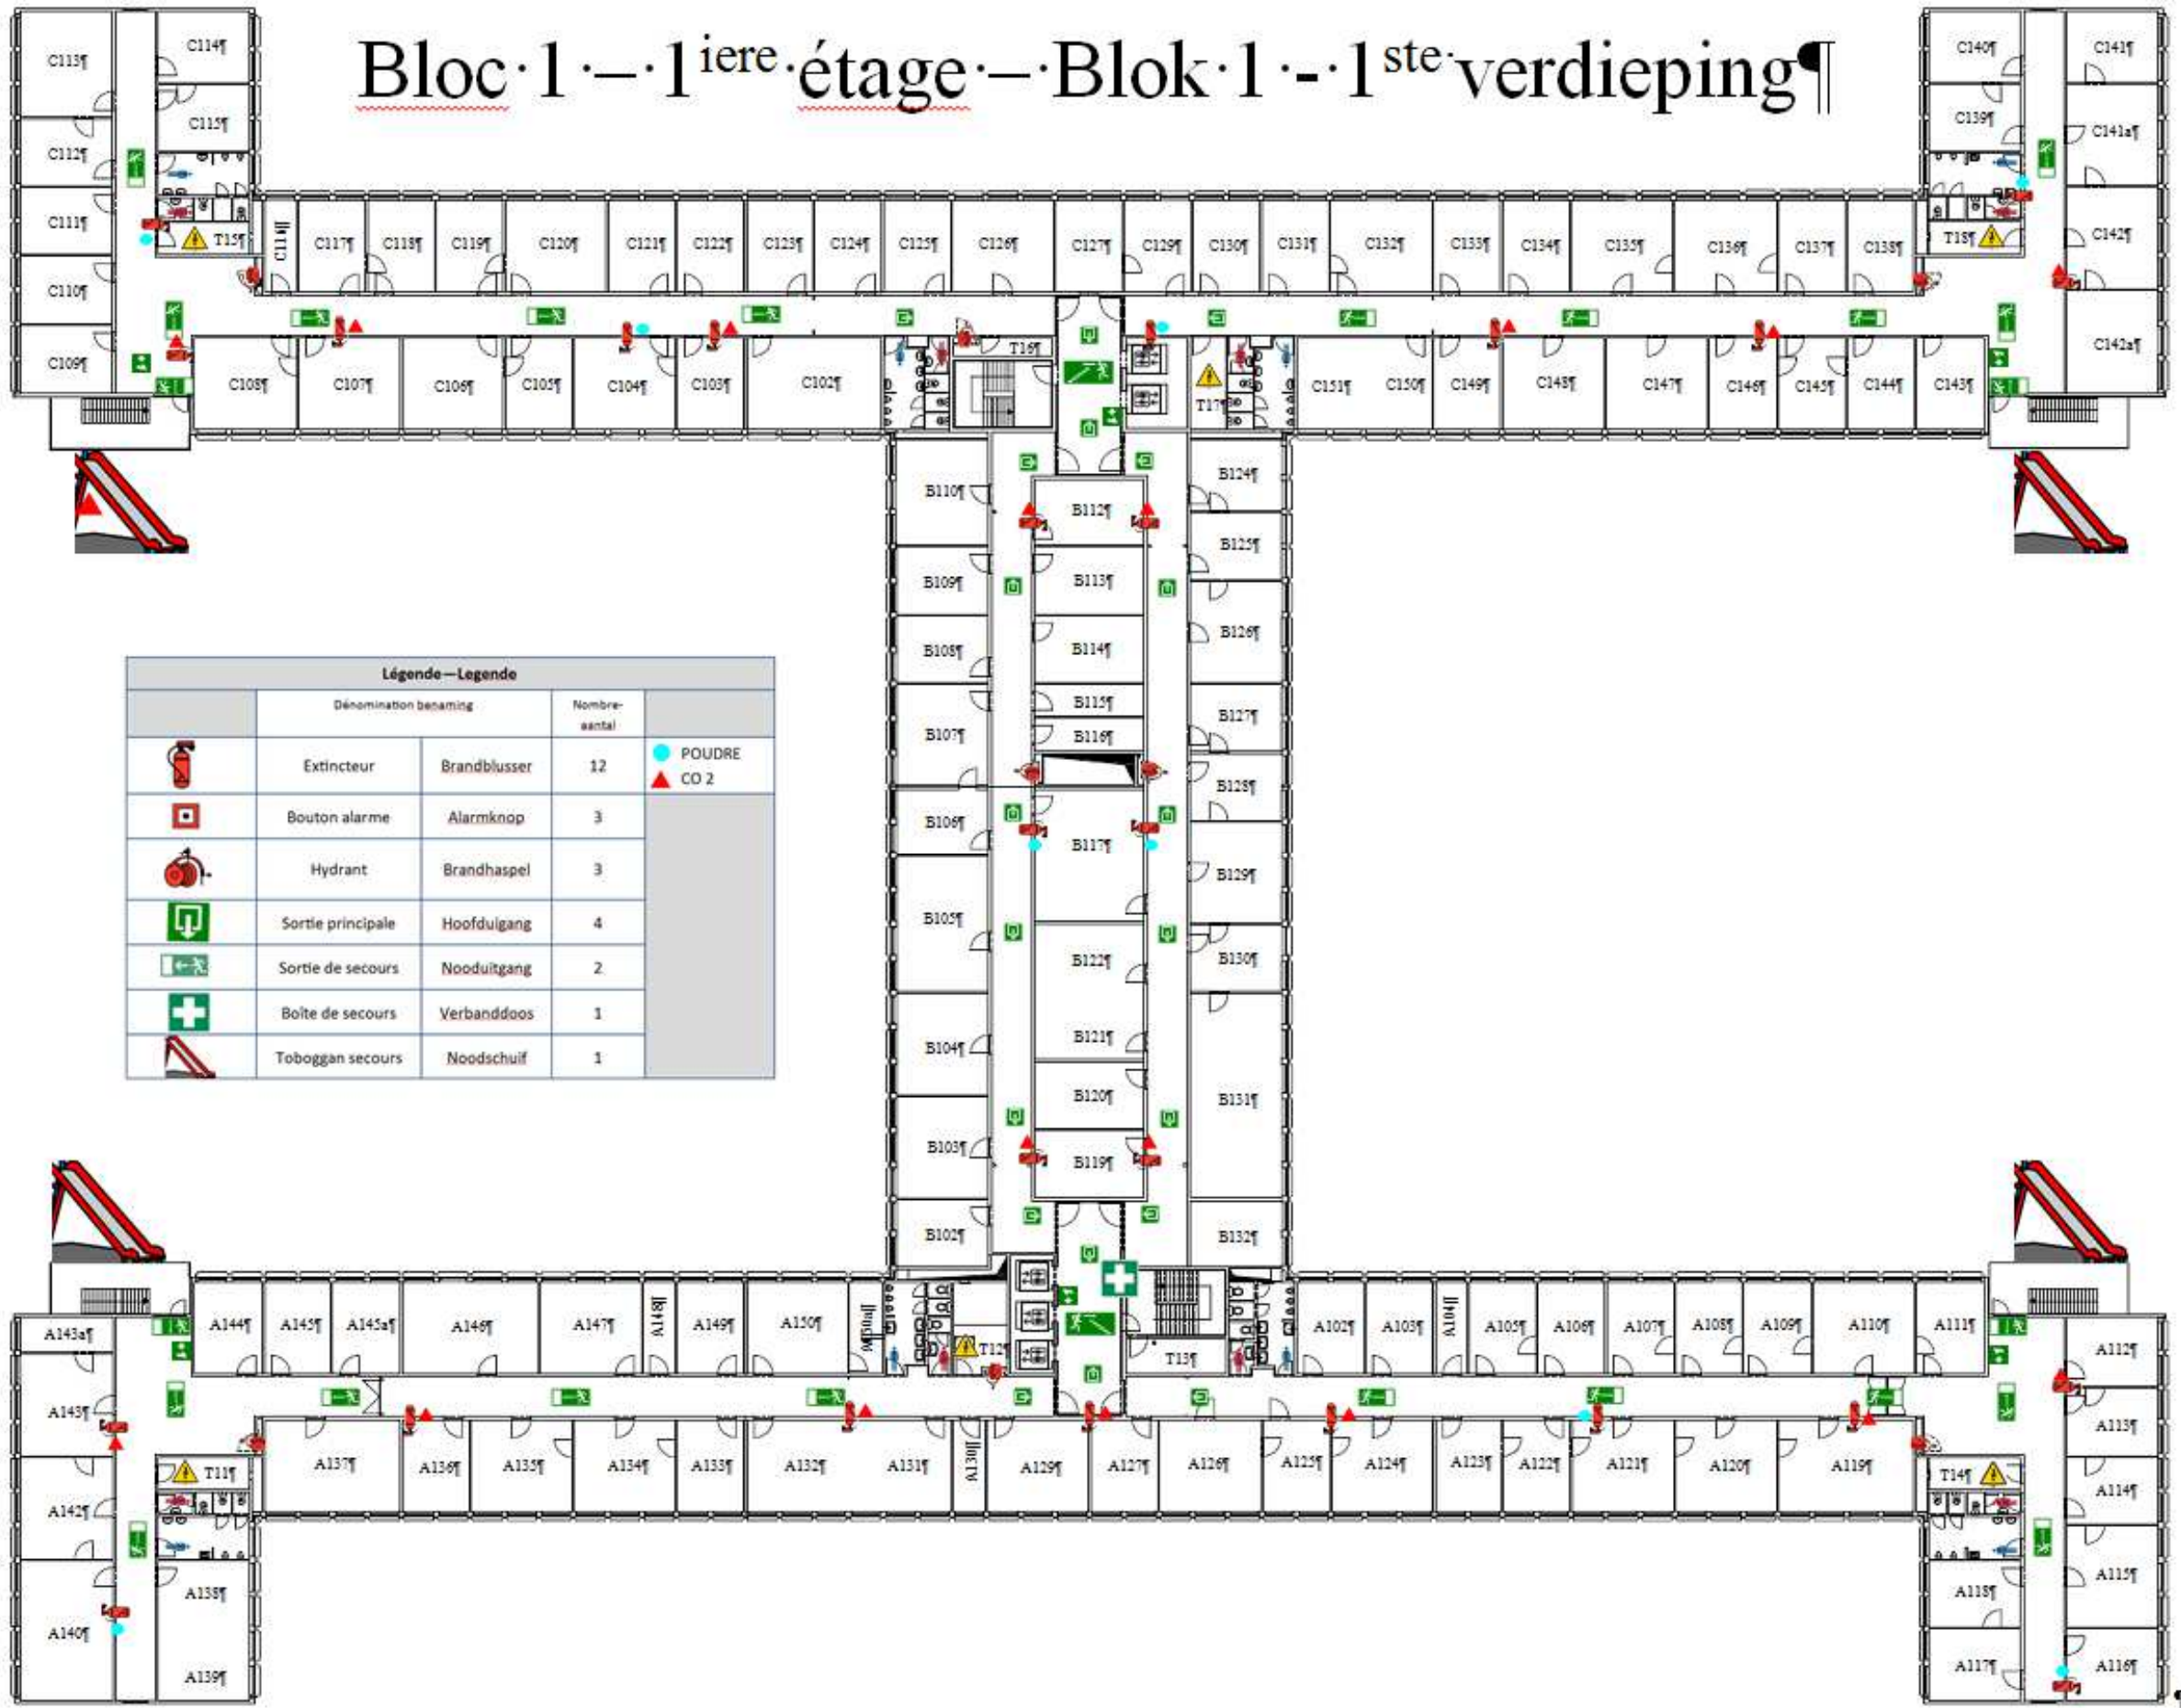 Bloc·1·–·1iere·étage·–·Blok·1·-·1ste·verdieping¶
C113¶
C114¶
C115¶
C112¶
C111¶
C110¶
C109¶
T15¶
C140¶
C141¶
C139¶
C141a¶
C142¶
T18¶
C142a¶
C117¶
C118¶
C119¶
C120¶
C121¶
C122¶
C123¶
C124¶
C125¶
C126¶
C127¶
C129¶
C130¶
C131¶
C132¶
C133¶
C134¶
C135¶
C136¶
C137¶
C138¶
C108¶
C107¶
C106¶
C105¶
C104¶
C103¶
C102¶
T16¶
T17¶
C151¶
C150¶
C149¶
C148¶
C147¶
C146¶
C145¶
C144¶
C143¶
B110¶
B112¶
B124¶
B125¶
B109¶
B113¶
B126¶
B108¶
B114¶
B115¶
B127¶
B107¶
B116¶
B128¶
B106¶
B117¶
B129¶
B105¶
B122¶
B130¶
B104¶
B121¶
B120¶
B131¶
B103¶
B119¶
B102¶
B132¶
Légende—Legende
Dénomination benaming
Nombre-
aantal
Extincteur Brandblusser 12
POUDRE
CO 2
Bouton alarme Alarmknop 3
Hydrant Brandhaspel 3
Sortie principale Hoofduigang 4
Sortie de secours Nooduitgang 2
Boîte de secours Verbanddoos 1
Toboggan secours Noodschuif 1
A143a¶
A144¶
A145¶
A145a¶
A146¶
A147¶
A148¶
A149¶
A150¶
T12¶
T13¶
A102¶
A103¶
A104¶
A105¶
A106¶
A107¶
A108¶
A109¶
A110¶
A111¶
A112¶
A143¶
A113¶
A142¶
T11¶
A137¶
A136¶
A135¶
A134¶
A133¶
A132¶
A131¶
A130¶
A129¶
A127¶
A126¶
A125¶
A124¶
A123¶
A122¶
A121¶
A120¶
A119¶
T14¶
A114¶
A138¶
A140¶
A139¶
A118¶
A115¶
A117¶
A116¶